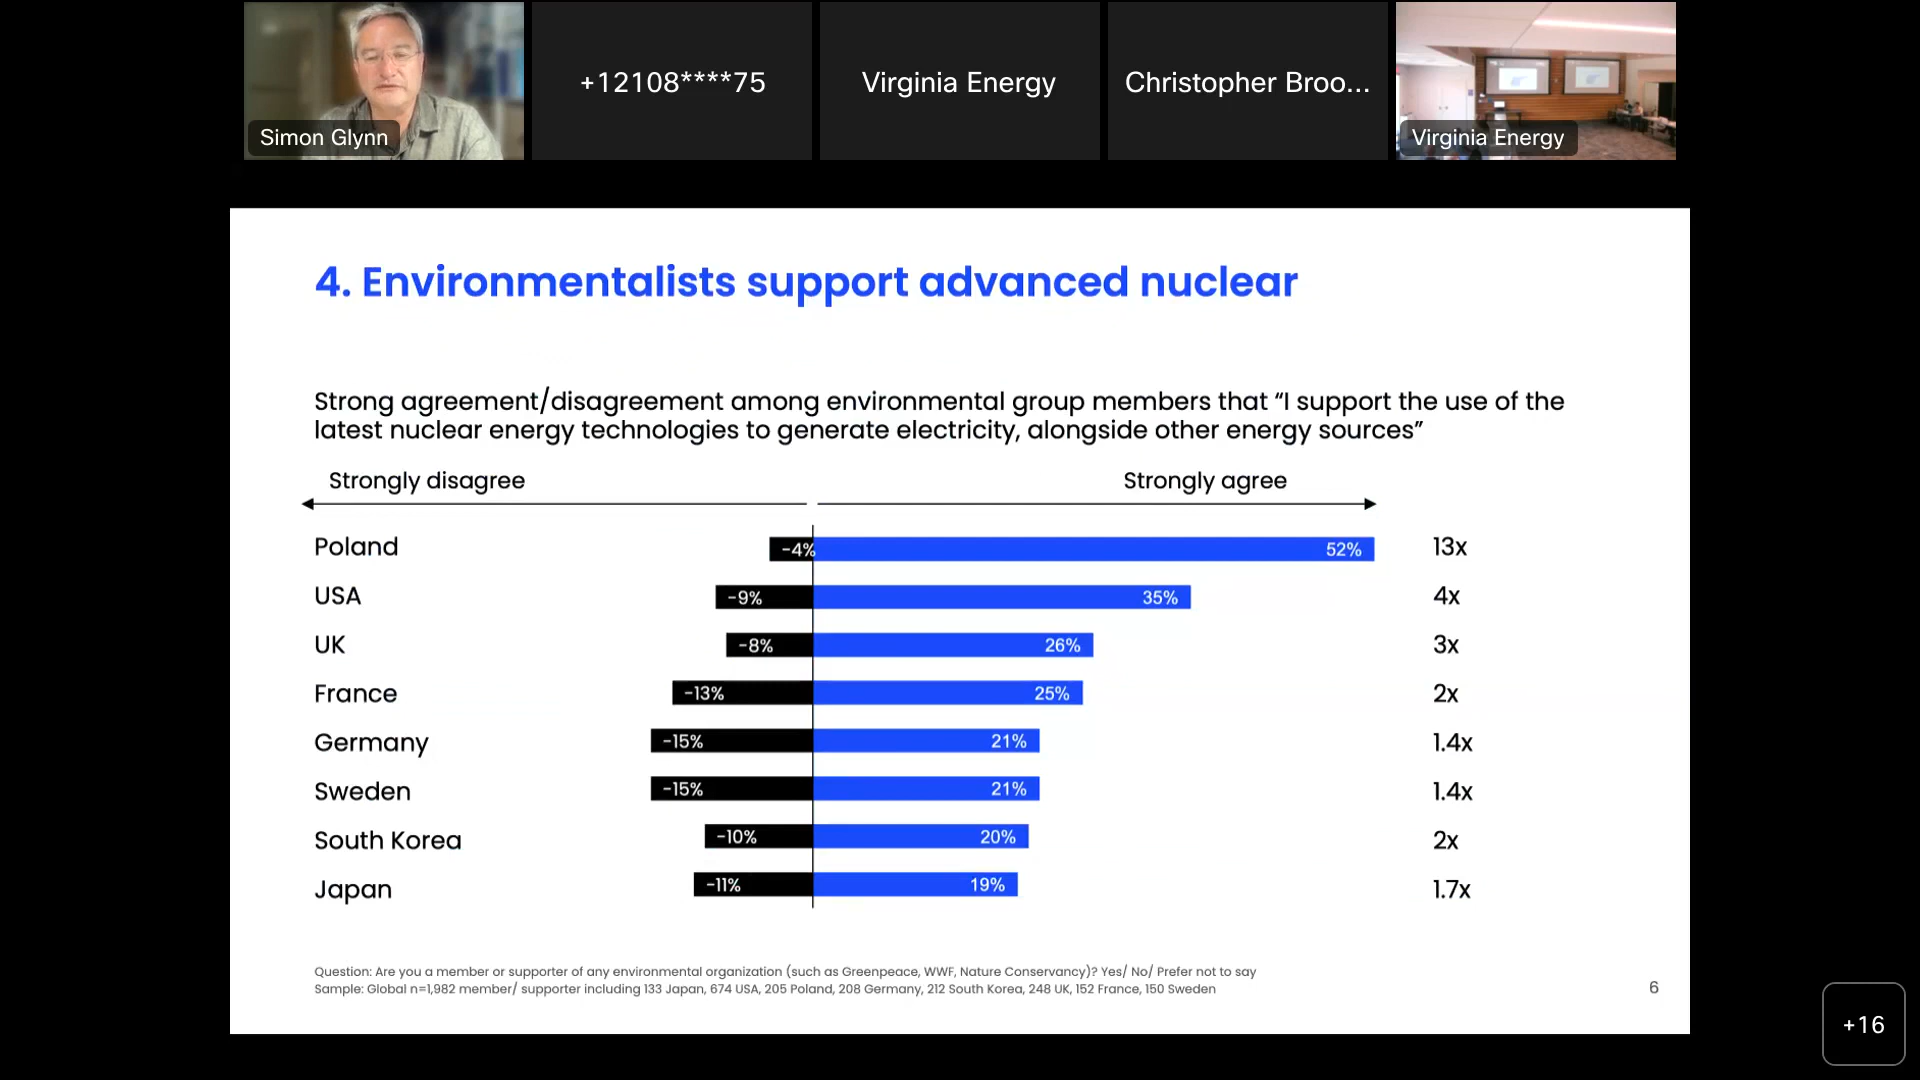 Simon Glynn
+12108****75
Virginia Energy
Christopher Broo...
Virginia Energy
4. Environmentalists support advanced nuclear
Strong agreement/disagreement among environmental group members that “I support the use of the
latest nuclear energy technologies to generate electricity, alongside other energy sources”
Strongly disagree Strongly agree
Poland -4% 52% 13x
USA -9% 35% 4x
UK -8% 26% 3x
France -13% 25% 2x
Germany -15% 21% 1.4x
Sweden -15% 21% 1.4x
South Korea -10% 20% 2x
Japan -11% 19% 1.7x
Question: Are you a member or supporter of any environmental organization (such as Greenpeace, WWF, Nature Conservancy)? Yes/ No/ Prefer not to say
Sample: Global n=1,982 member/ supporter including 133 Japan, 674 USA, 205 Poland, 208 Germany, 212 South Korea, 248 UK, 152 France, 150 Sweden
6
+16